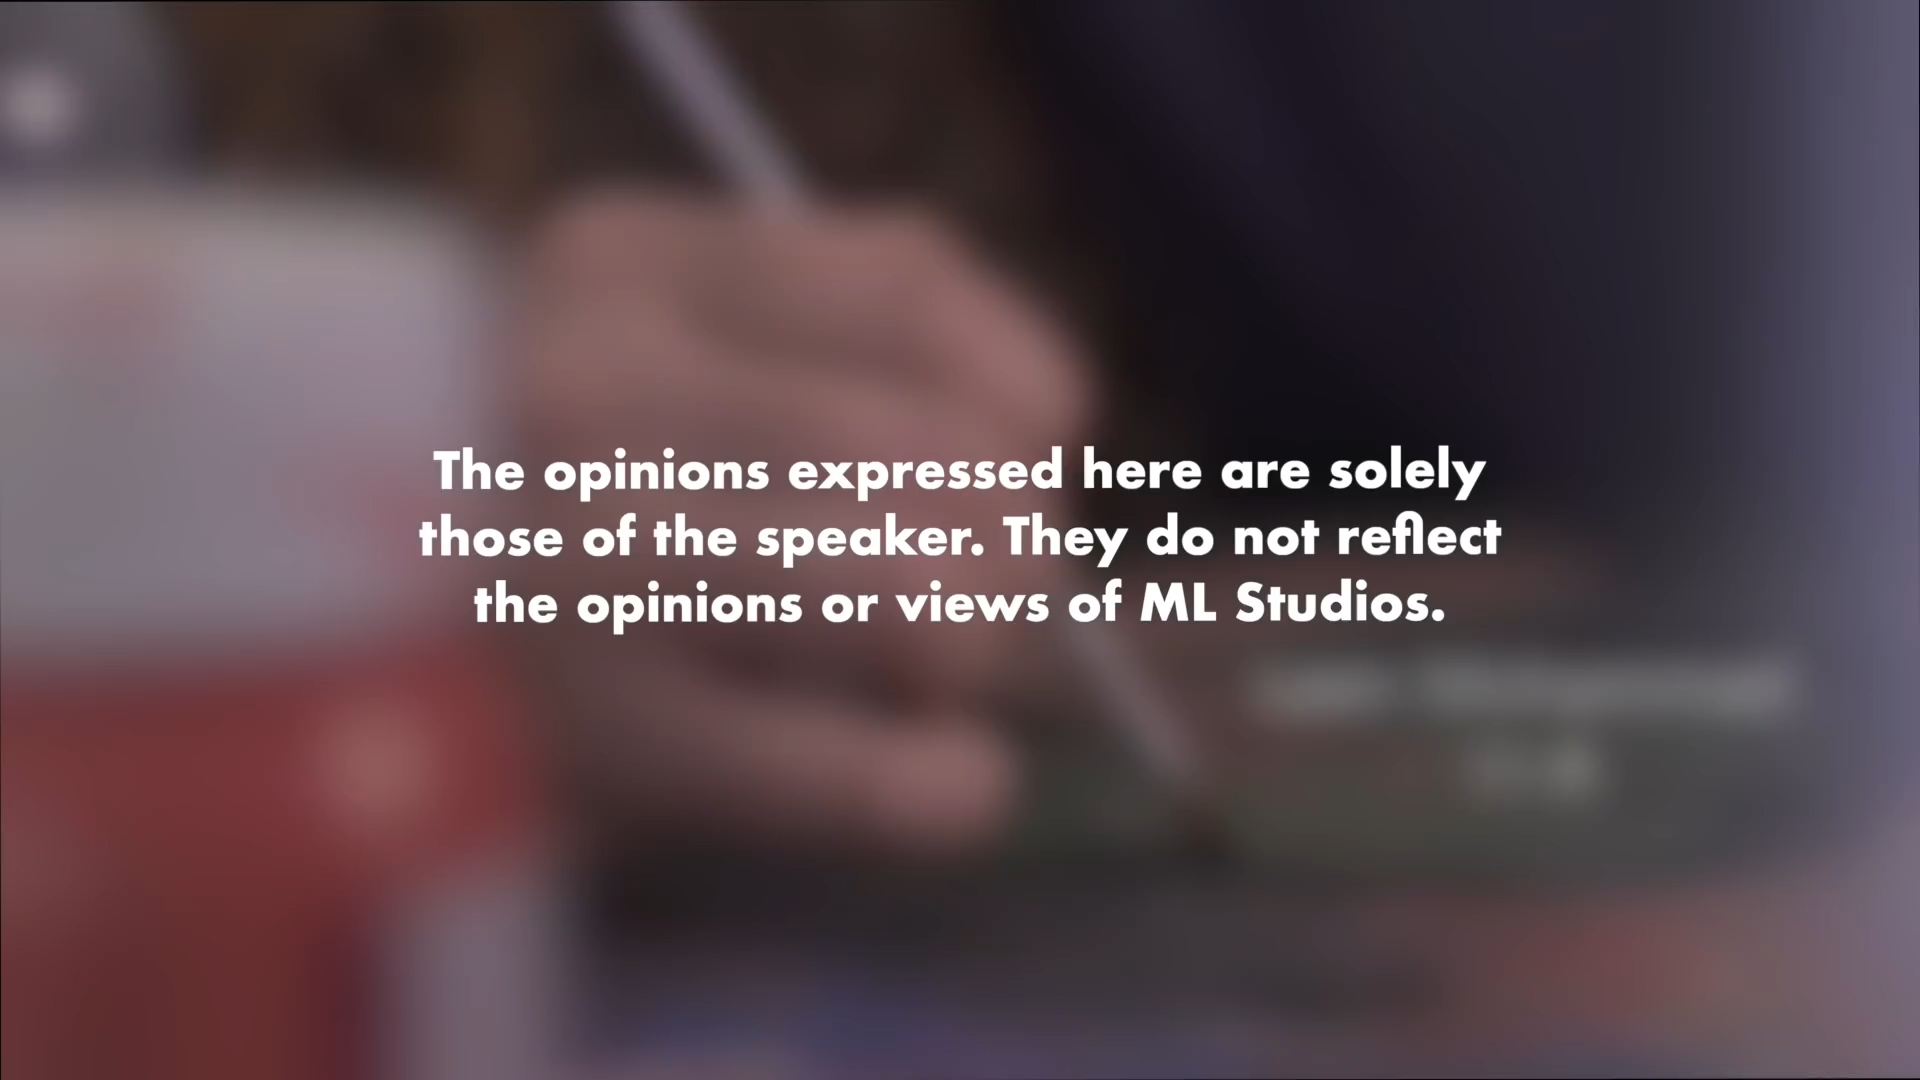 The opinions expressed here are solely
those of the speaker. They do not reflect
the opinions or views of ML Studios.